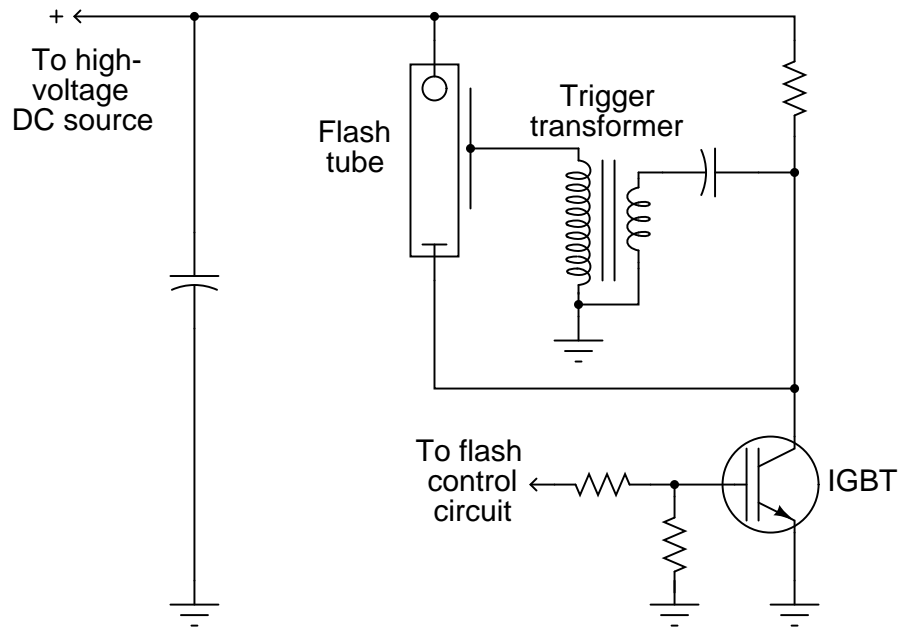 +
To high-
voltage
DC source
Flash
tube
Trigger
transformer
To flash
control
circuit
IGBT